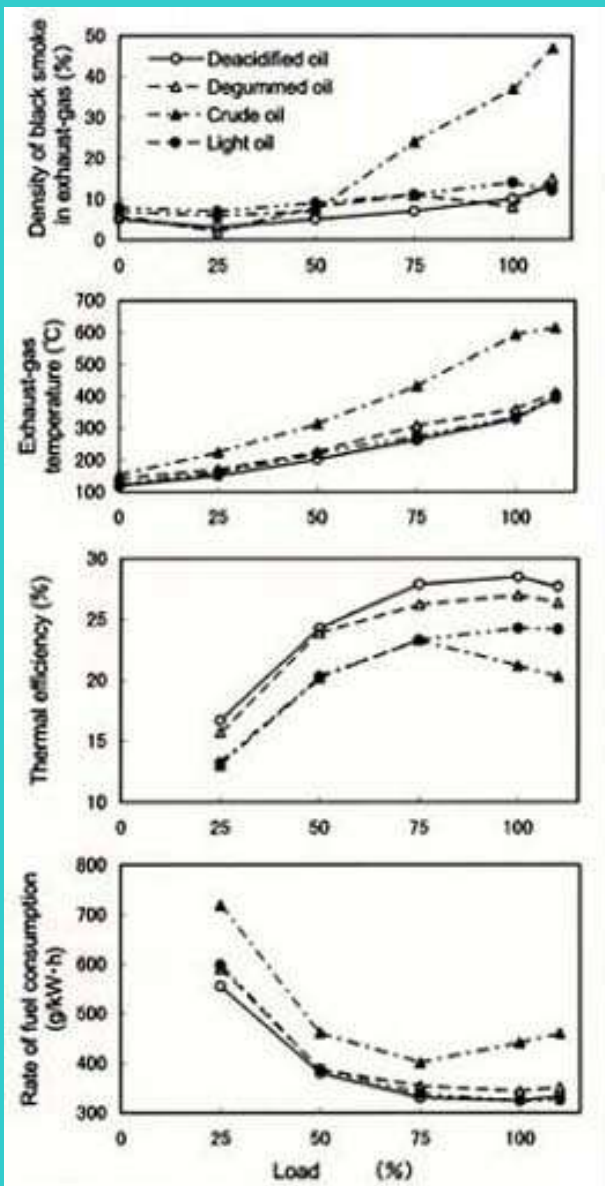 Density of black smoke
in exhaust-gas (%)
50
40
30
20
10
0
Deacidified oil
Degummed oil
Crude oil
Light oil
0 25 50 75 100
Exhaust-gas
temperature (℃)
700
600
500
400
300
200
100
0 25 50 75 100
Thermal efficiency (%)
30
25
20
15
10
0 25 50 75 100
Rate of fuel consumption
(g/kW·h)
800
700
600
500
400
300
0 25 50 75 100
Load (%)